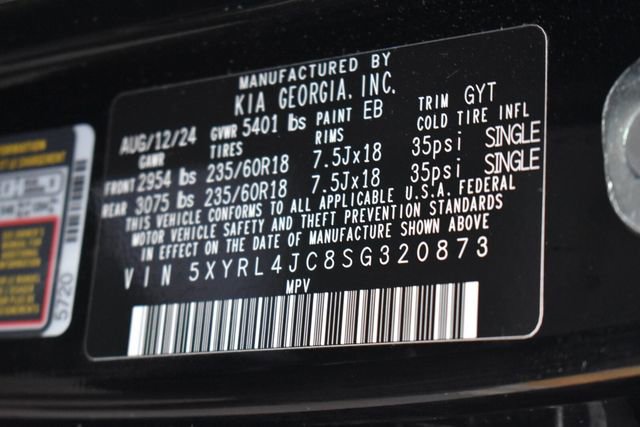 MANUFACTURED BY
KIA GEORGIA, INC.
AUG/12/24 GVWR 5401 lbs PAINT EB TRIM GYT
GAWR TIRES RIMS COLD TIRE INFL
FRONT 2954 lbs 235/60R18 7.5Jx18 35psi SINGLE
REAR 3075 lbs 235/60R18 7.5Jx18 35psi SINGLE
THIS VEHICLE CONFORMS TO ALL APPLICABLE U.S.A. FEDERAL
MOTOR VEHICLE SAFETY AND THEFT PREVENTION STANDARDS
IN EFFECT ON THE DATE OF MANUFACTURE SHOWN ABOVE
VIN 5XYRL4JC8SG320873
MPV
5720